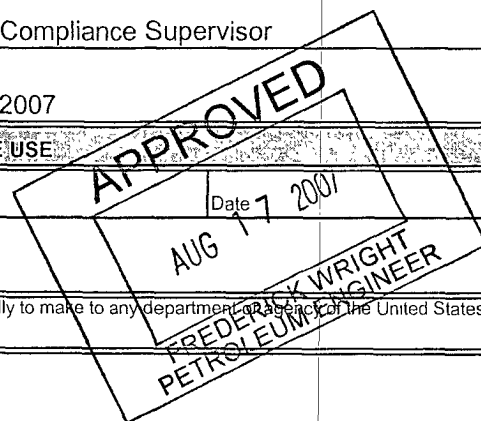 Compliance Supervisor
2007
E USE
APPROVED
Date
AUG 17 2007
FREDERICK WRIGHT
PETROLEUM ENGINEER
lly to make to any department or agency of the United States